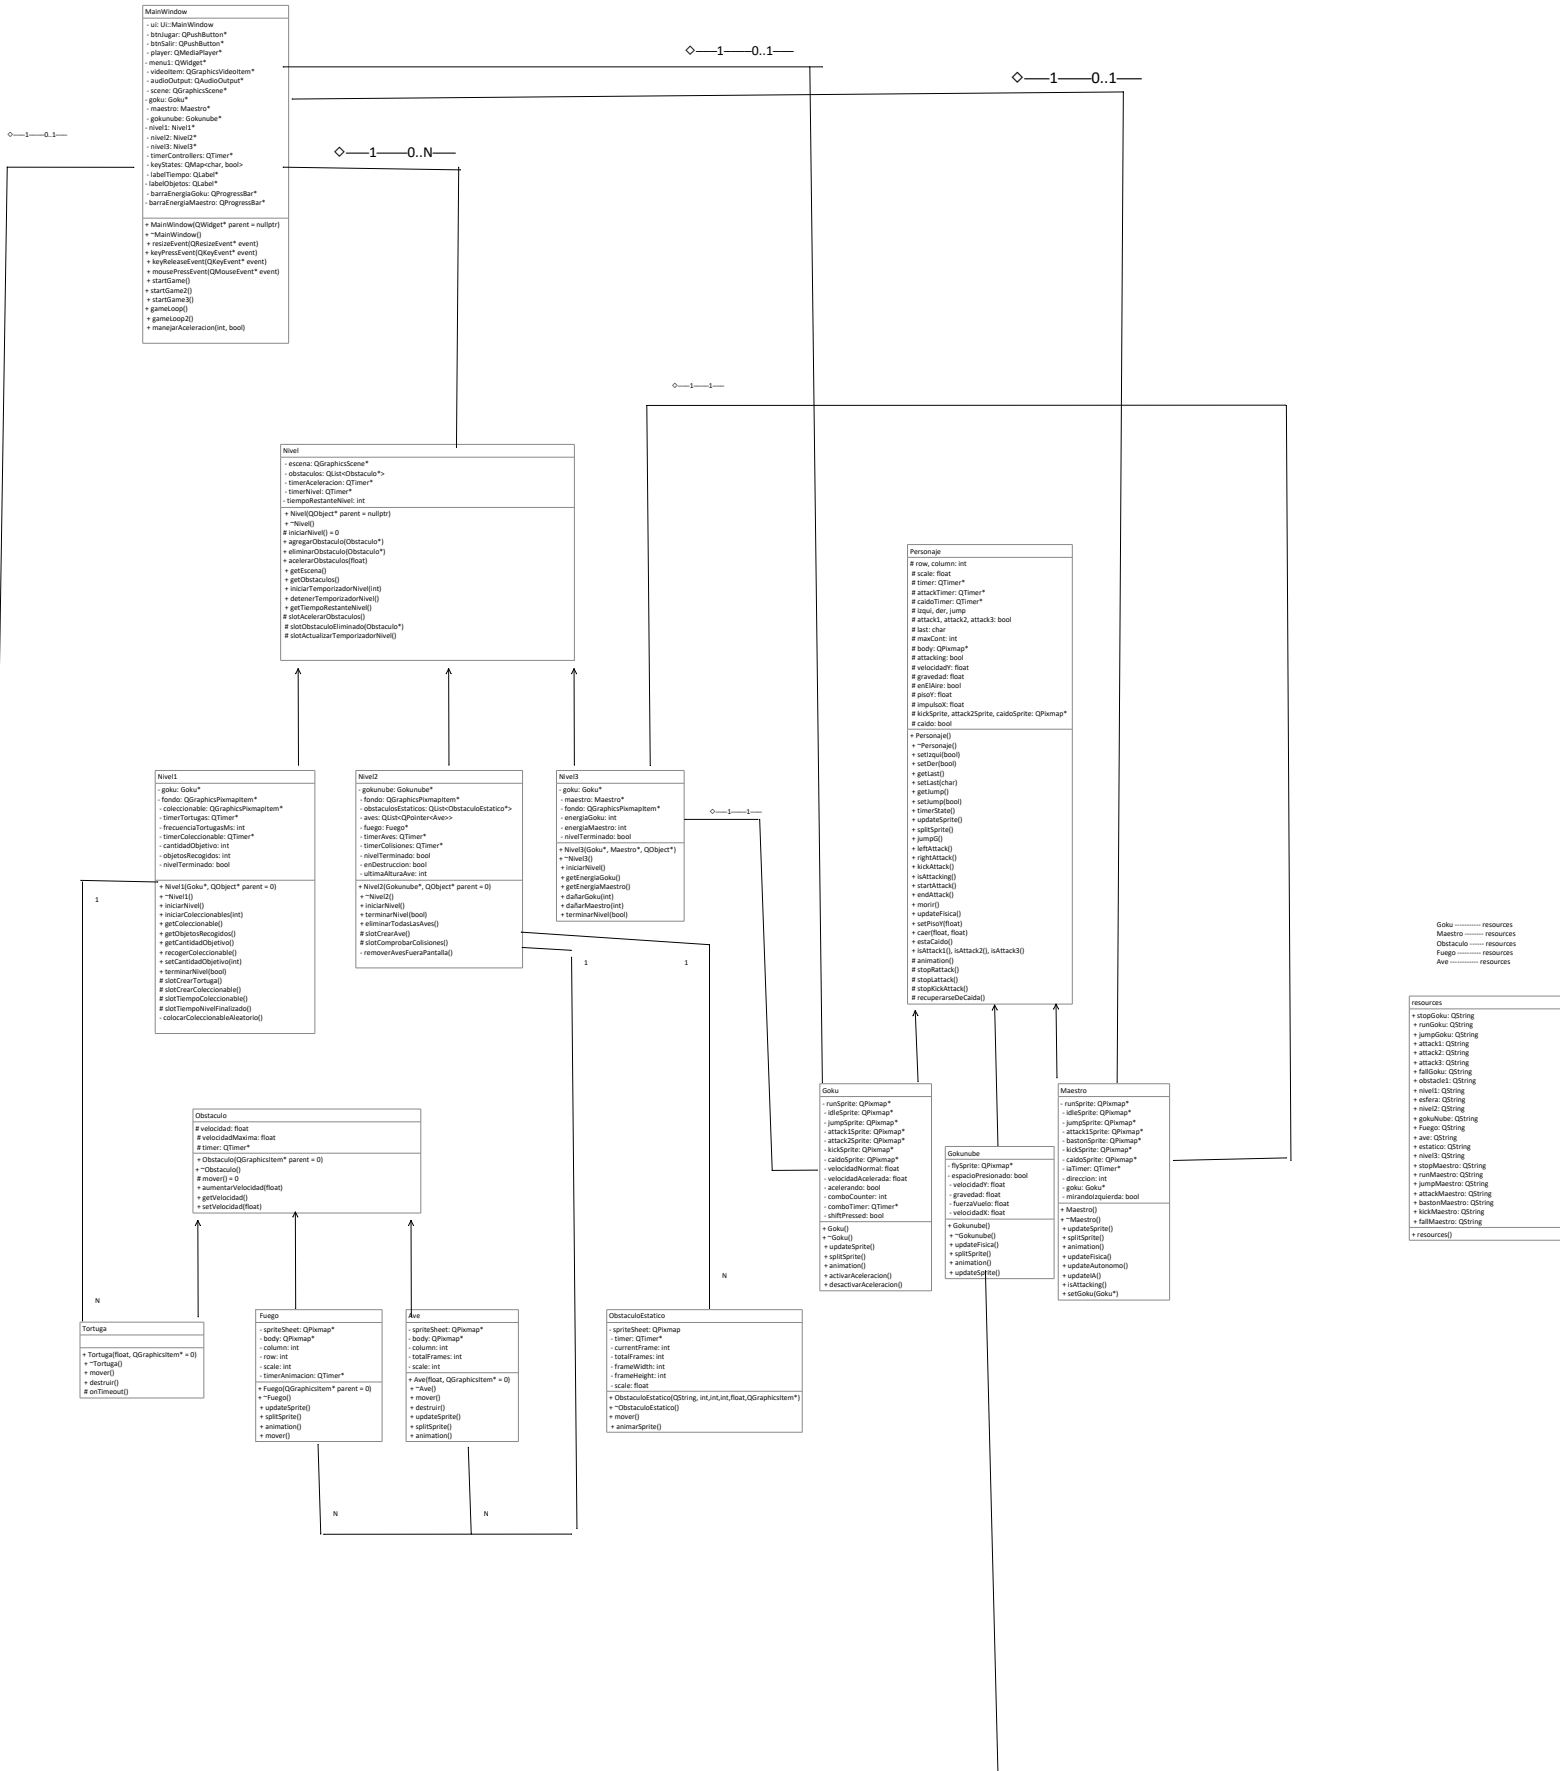 MainWindow
- ui: Ui::MainWindow
- btnJugar: QPushButton*
- btnSalir: QPushButton*
- player: QMediaPlayer*
- menu1: QWidget*
- videoItem: QGraphicsVideoItem*
- audioOutput: QAudioOutput*
- scene: QGraphicsScene*
- goku: Goku*
- maestro: Maestro*
- gokunube: Gokunube*
- nivel1: Nivel1*
- nivel2: Nivel2*
- nivel3: Nivel3*
- timerControllers: QTimer*
- keyStates: QMap<char, bool>
- labelTiempo: QLabel*
- labelObjetos: QLabel*
- barraEnergiaGoku: QProgressBar*
- barraEnergiaMaestro: QProgressBar*
+ MainWindow(QWidget* parent = nullptr)
+ ~MainWindow()
+ resizeEvent(QResizeEvent* event)
+ keyPressEvent(QKeyEvent* event)
+ keyReleaseEvent(QKeyEvent* event)
+ mousePressEvent(QMouseEvent* event)
+ startGame()
+ startGame2()
+ startGame3()
+ gameLoop()
+ gameLoop2()
+ manejarAceleracion(int, bool)
◇——1———0..1——
◇——1———0..1——
◇——1———0..1——
◇——1———0..N——
◇——1———1——
Nivel
- escena: QGraphicsScene*
- obstaculos: QList<Obstaculo*>
- timerAceleracion: QTimer*
- timerNivel: QTimer*
- tiempoRestanteNivel: int
+ Nivel(QObject* parent = nullptr)
+ ~Nivel()
# iniciarNivel() = 0
+ agregarObstaculo(Obstaculo*)
+ eliminarObstaculo(Obstaculo*)
+ acelerarObstaculos(float)
+ getEscena()
+ getObstaculos()
+ iniciarTemporizadorNivel(int)
+ detenerTemporizadorNivel()
+ getTiempoRestanteNivel()
# slotAcelerarObstaculos()
# slotObstaculoEliminado(Obstaculo*)
# slotActualizarTemporizadorNivel()
Personaje
# row, column: int
# scale: float
# timer: QTimer*
# attackTimer: QTimer*
# caidoTimer: QTimer*
# izqui, der, jump
# attack1, attack2, attack3: bool
# last: char
# maxCont: int
# body: QPixmap*
# attacking: bool
# velocidadY: float
# gravedad: float
# enElAire: bool
# pisoY: float
# impulsoX: float
# kickSprite, attack2Sprite, caidoSprite: QPixmap*
# caido: bool
+ Personaje()
+ ~Personaje()
+ setIzqui(bool)
+ setDer(bool)
+ getLast()
+ setLast(char)
+ getJump()
+ setJump(bool)
+ timerState()
+ updateSprite()
+ splitSprite()
+ jumpG()
+ leftAttack()
+ rightAttack()
+ kickAttack()
+ isAttacking()
+ startAttack()
+ endAttack()
+ morir()
+ updateFisica()
+ setPisoY(float)
+ caer(float, float)
+ estaCaido()
+ isAttack1(), isAttack2(), isAttack3()
# animation()
# stopRattack()
# stopLattack()
# stopKickAttack()
# recuperarseDeCaida()
Nivel1
- goku: Goku*
- fondo: QGraphicsPixmapItem*
- coleccionable: QGraphicsPixmapItem*
- timerTortugas: QTimer*
- frecuenciaTortugasMs: int
- timerColeccionable: QTimer*
- cantidadObjetivo: int
- objetosRecogidos: int
- nivelTerminado: bool
+ Nivel1(Goku*, QObject* parent = 0)
+ ~Nivel1()
+ iniciarNivel()
+ iniciarColeccionables(int)
+ getColeccionable()
+ getObjetosRecogidos()
+ getCantidadObjetivo()
+ recogerColeccionable()
+ setCantidadObjetivo(int)
+ terminarNivel(bool)
# slotCrearTortuga()
# slotCrearColeccionable()
# slotTiempoColeccionable()
# slotTiempoNivelFinalizado()
- colocarColeccionableAleatorio()
Nivel2
- gokunube: Gokunube*
- fondo: QGraphicsPixmapItem*
- obstaculosEstaticos: QList<ObstaculoEstatico*>
- aves: QList<QPointer<Ave>>
- fuego: Fuego*
- timerAves: QTimer*
- timerColisiones: QTimer*
- nivelTerminado: bool
- enDestruccion: bool
- ultimaAlturaAve: int
+ Nivel2(Gokunube*, QObject* parent = 0)
+ ~Nivel2()
+ iniciarNivel()
+ terminarNivel(bool)
+ eliminarTodasLasAves()
# slotCrearAve()
# slotComprobarColisiones()
- removerAvesFueraPantalla()
Nivel3
- goku: Goku*
- maestro: Maestro*
- fondo: QGraphicsPixmapItem*
- energiaGoku: int
- energiaMaestro: int
- nivelTerminado: bool
+ Nivel3(Goku*, Maestro*, QObject*)
+ ~Nivel3()
+ iniciarNivel()
+ getEnergiaGoku()
+ getEnergiaMaestro()
+ dañarGoku(int)
+ dañarMaestro(int)
+ terminarNivel(bool)
◇——1———1——
1
1
1
Goku ----------- resources
Maestro -------- resources
Obstaculo ------ resources
Fuego ---------- resources
Ave ------------ resources
resources
+ stopGoku: QString
+ runGoku: QString
+ jumpGoku: QString
+ attack1: QString
+ attack2: QString
+ attack3: QString
+ fallGoku: QString
+ obstacle1: QString
+ nivel1: QString
+ esfera: QString
+ nivel2: QString
+ gokuNube: QString
+ Fuego: QString
+ ave: QString
+ estatico: QString
+ nivel3: QString
+ stopMaestro: QString
+ runMaestro: QString
+ jumpMaestro: QString
+ attackMaestro: QString
+ bastonMaestro: QString
+ kickMaestro: QString
+ fallMaestro: QString
+ resources()
Obstaculo
# velocidad: float
# velocidadMaxima: float
# timer: QTimer*
+ Obstaculo(QGraphicsItem* parent = 0)
+ ~Obstaculo()
# mover() = 0
+ aumentarVelocidad(float)
+ getVelocidad()
+ setVelocidad(float)
Goku
- runSprite: QPixmap*
- idleSprite: QPixmap*
- jumpSprite: QPixmap*
- attack1Sprite: QPixmap*
- attack2Sprite: QPixmap*
- kickSprite: QPixmap*
- caidoSprite: QPixmap*
- velocidadNormal: float
- velocidadAcelerada: float
- acelerando: bool
- comboCounter: int
- comboTimer: QTimer*
- shiftPressed: bool
+ Goku()
+ ~Goku()
+ updateSprite()
+ splitSprite()
+ animation()
+ activarAceleracion()
+ desactivarAceleracion()
Gokunube
- flySprite: QPixmap*
- espacioPresionado: bool
- velocidadY: float
- gravedad: float
- fuerzaVuelo: float
- velocidadX: float
+ Gokunube()
+ ~Gokunube()
+ updateFisica()
+ splitSprite()
+ animation()
+ updateSprite()
Maestro
- runSprite: QPixmap*
- idleSprite: QPixmap*
- jumpSprite: QPixmap*
- attack1Sprite: QPixmap*
- bastonSprite: QPixmap*
- kickSprite: QPixmap*
- caidoSprite: QPixmap*
- iaTimer: QTimer*
- direccion: int
- goku: Goku*
- mirandoIzquierda: bool
+ Maestro()
+ ~Maestro()
+ updateSprite()
+ splitSprite()
+ animation()
+ updateFisica()
+ updateAutonomo()
+ updateIA()
+ isAttacking()
+ setGoku(Goku*)
N
N
Tortuga
+ Tortuga(float, QGraphicsItem* = 0)
+ ~Tortuga()
+ mover()
+ destruir()
# onTimeout()
Fuego
- spriteSheet: QPixmap*
- body: QPixmap*
- column: int
- row: int
- scale: int
- timerAnimacion: QTimer*
+ Fuego(QGraphicsItem* parent = 0)
+ ~Fuego()
+ updateSprite()
+ splitSprite()
+ animation()
+ mover()
Ave
- spriteSheet: QPixmap*
- body: QPixmap*
- column: int
- totalFrames: int
- scale: int
+ Ave(float, QGraphicsItem* = 0)
+ ~Ave()
+ mover()
+ destruir()
+ updateSprite()
+ splitSprite()
+ animation()
ObstaculoEstatico
- spriteSheet: QPixmap
- timer: QTimer*
- currentFrame: int
- totalFrames: int
- frameWidth: int
- frameHeight: int
- scale: float
+ ObstaculoEstatico(QString, int,int,int,float,QGraphicsItem*)
+ ~ObstaculoEstatico()
+ mover()
+ animarSprite()
N
N